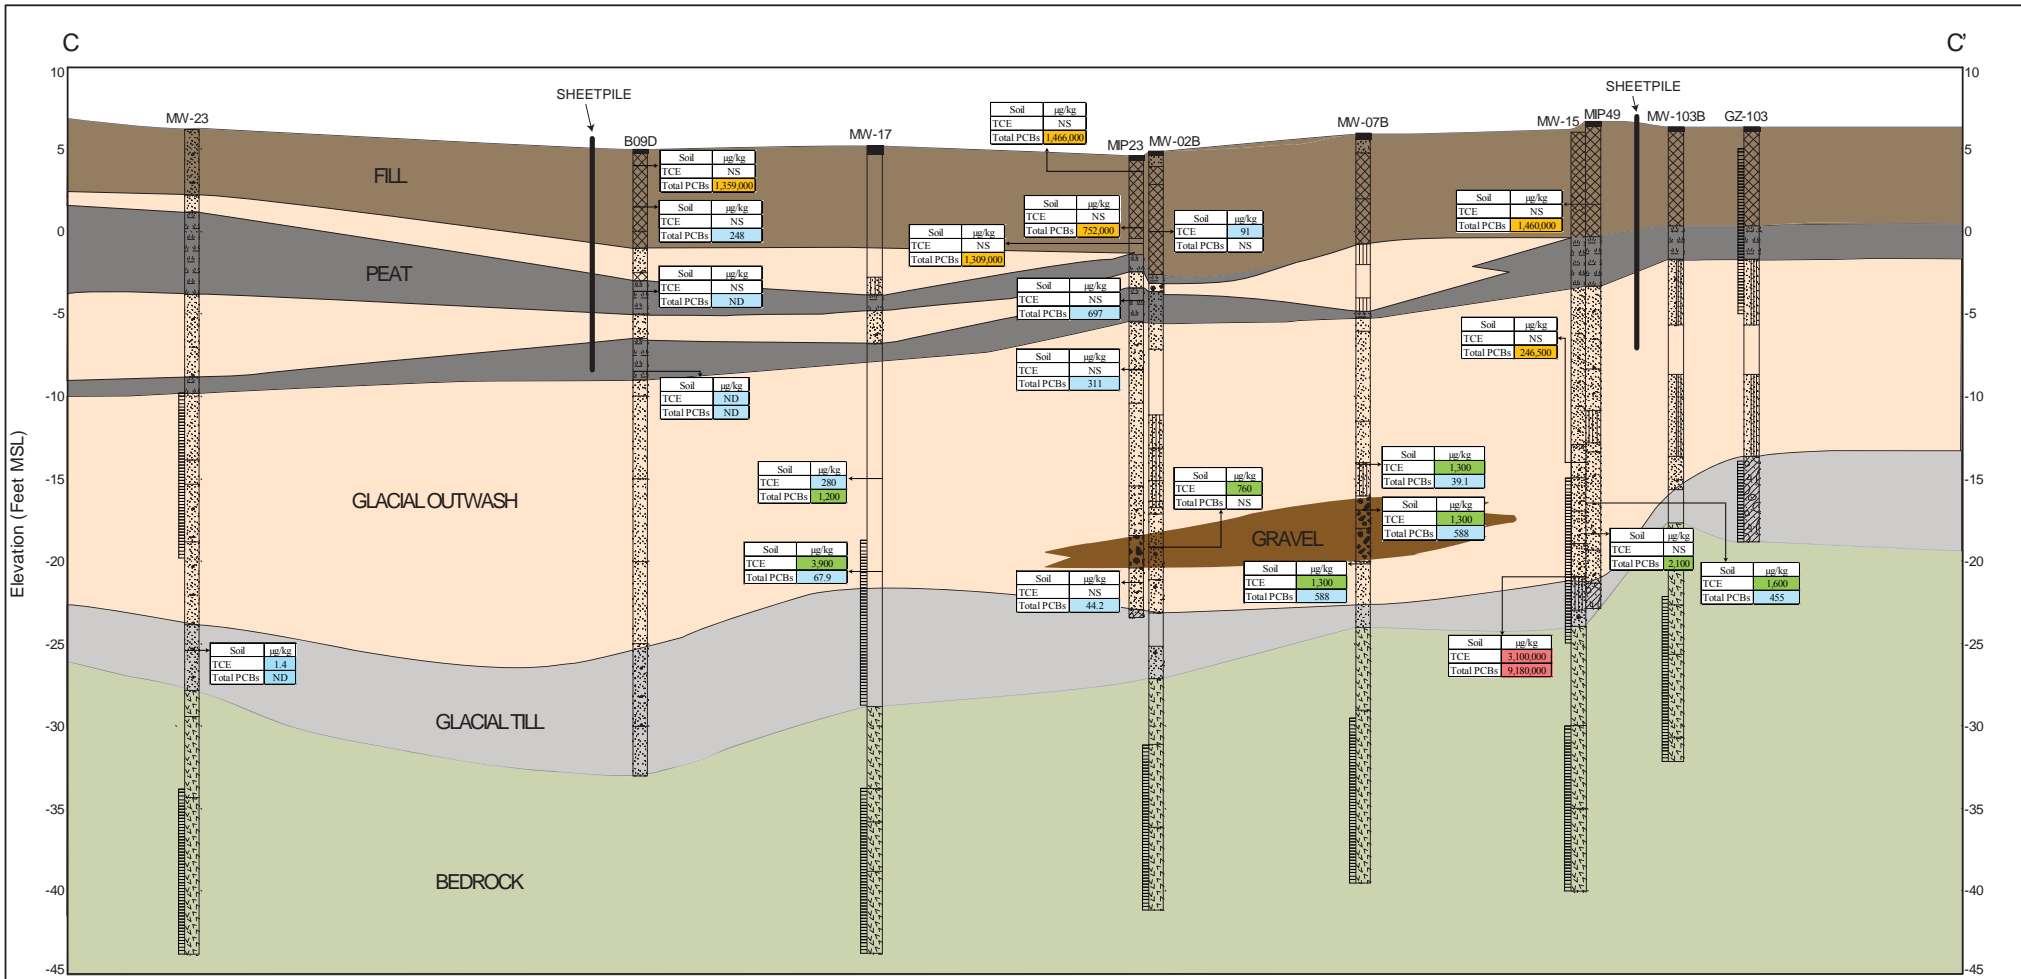 C C'
10 10
SHEETPILE SHEETPILE
MW-23 B09D MW-17 MIP23 MW-02B MW-07B MW-15 MIP49 MW-103B GZ-103
Soil µg/kg
TCE NS
Total PCBs 1,466,000
5 5
Soil µg/kg
TCE NS
Total PCBs 1,359,000
FILL
Soil µg/kg
TCE NS
Total PCBs 248
Soil µg/kg
TCE NS
Total PCBs 752,000
Soil µg/kg
TCE 91
Total PCBs NS
Soil µg/kg
TCE NS
Total PCBs 1,460,000
0 0
Soil µg/kg
TCE NS
Total PCBs 1,309,000
PEAT
Soil µg/kg
TCE NS
Total PCBs ND
Soil µg/kg
TCE NS
Total PCBs 697
-5 -5
Soil µg/kg
TCE NS
Total PCBs 246,500
Soil µg/kg
TCE NS
Total PCBs 311
Soil µg/kg
TCE ND
Total PCBs ND
-10 -10
Elevation (Feet MSL)
Soil µg/kg
TCE 280
Total PCBs 1,200
Soil µg/kg
TCE 760
Total PCBs NS
Soil µg/kg
TCE 1,300
Total PCBs 39.1
-15 -15
GLACIAL OUTWASH
Soil µg/kg
TCE 1,300
Total PCBs 588
GRAVEL
Soil µg/kg
TCE NS
Total PCBs 2,100
Soil µg/kg
TCE 3,900
Total PCBs 67.9
-20 -20
Soil µg/kg
TCE NS
Total PCBs 44.2
Soil µg/kg
TCE 1,300
Total PCBs 588
Soil µg/kg
TCE 1,600
Total PCBs 455
-25 -25
Soil µg/kg
TCE 1.4
Total PCBs ND
Soil µg/kg
TCE 3,100,000
Total PCBs 9,180,000
GLACIAL TILL
-30 -30
-35 -35
BEDROCK
-40 -40
-45 -45